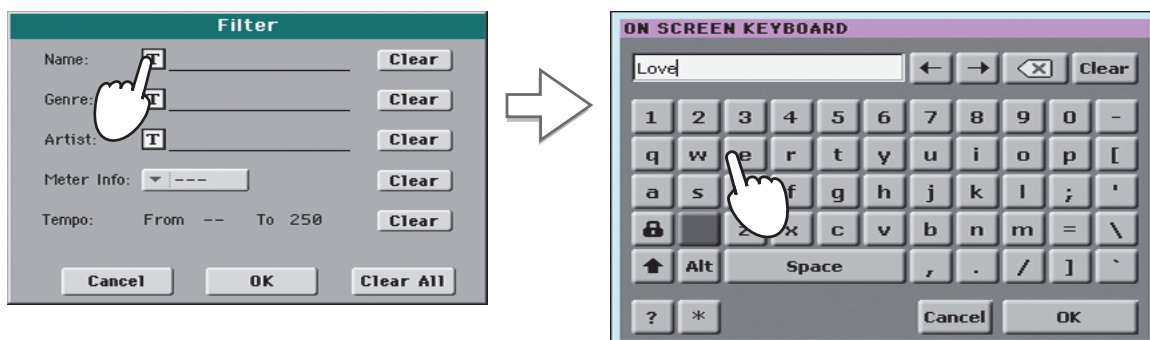 Filter
Name: T Clear
Genre: T Clear
Artist: T Clear
Meter Info: --- Clear
Tempo: From -- To 250 Clear
Cancel OK Clear All
ON SCREEN KEYBOARD
Love ← → Clear
1 2 3 4 5 6 7 8 9 0 -
q w e r t y u i o p [
a s f g h j k l ; '
z x c v b n m = \
Alt Space , . / ] `
? * Cancel OK